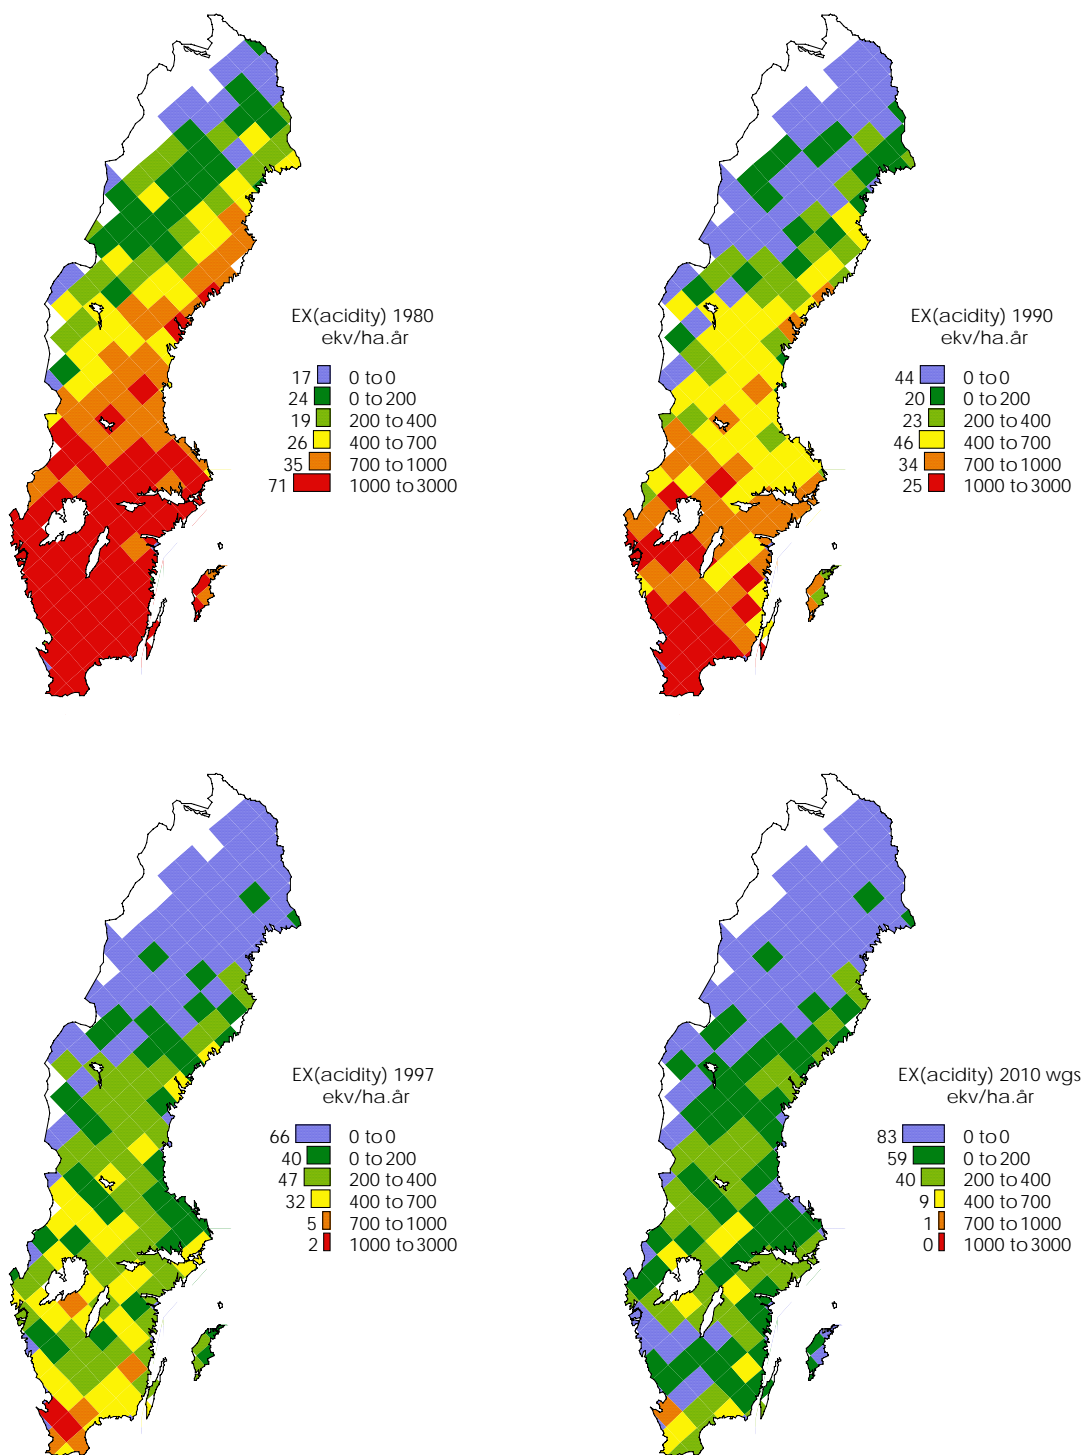 EX(acidity) 1980
ekv/ha.år
17 0 to 0
24 0 to 200
19 200 to 400
26 400 to 700
35 700 to 1000
71 1000 to 3000
EX(acidity) 1990
ekv/ha.år
44 0 to 0
20 0 to 200
23 200 to 400
46 400 to 700
34 700 to 1000
25 1000 to 3000
EX(acidity) 1997
ekv/ha.år
66 0 to 0
40 0 to 200
47 200 to 400
32 400 to 700
5 700 to 1000
2 1000 to 3000
EX(acidity) 2010 wgs
ekv/ha.år
83 0 to 0
59 0 to 200
40 200 to 400
9 400 to 700
1 700 to 1000
0 1000 to 3000